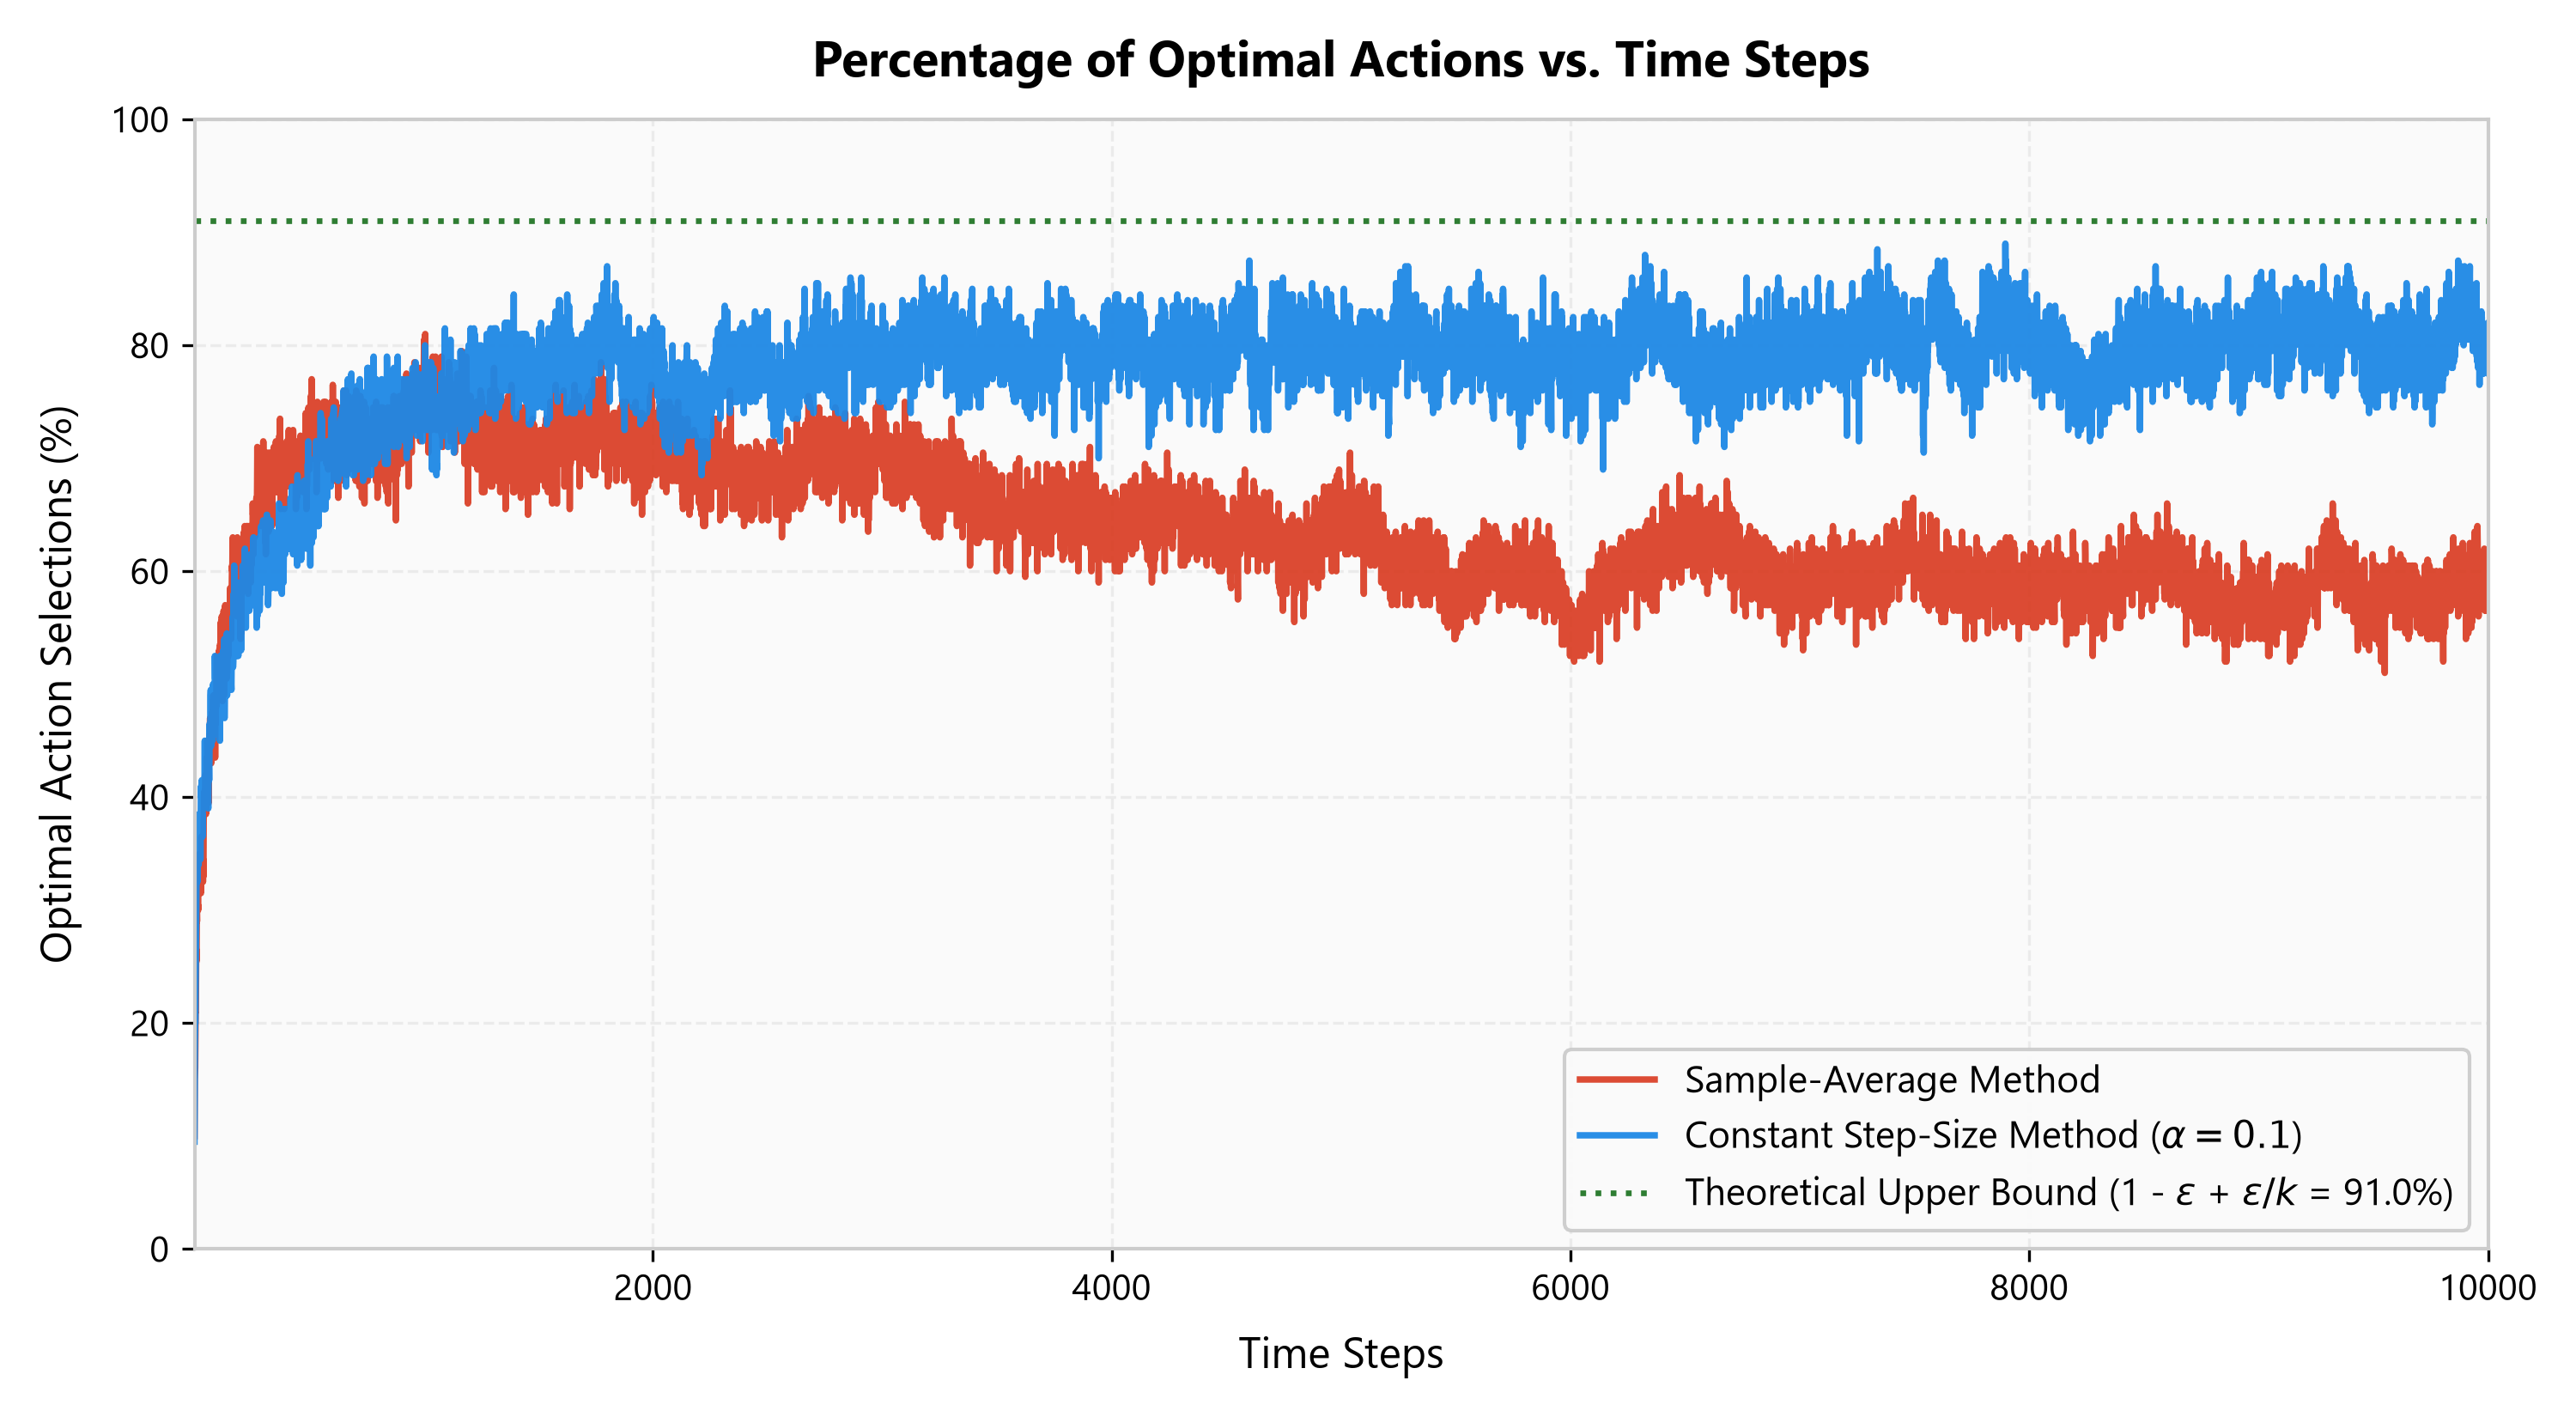 Percentage of Optimal Actions vs. Time Steps
100
80
60
40
20
0
Optimal Action Selections (%)
2000
4000
6000
8000
10000
Time Steps
Sample-Average Method
Constant Step-Size Method (α = 0.1)
Theoretical Upper Bound (1 - ε + ε/k = 91.0%)